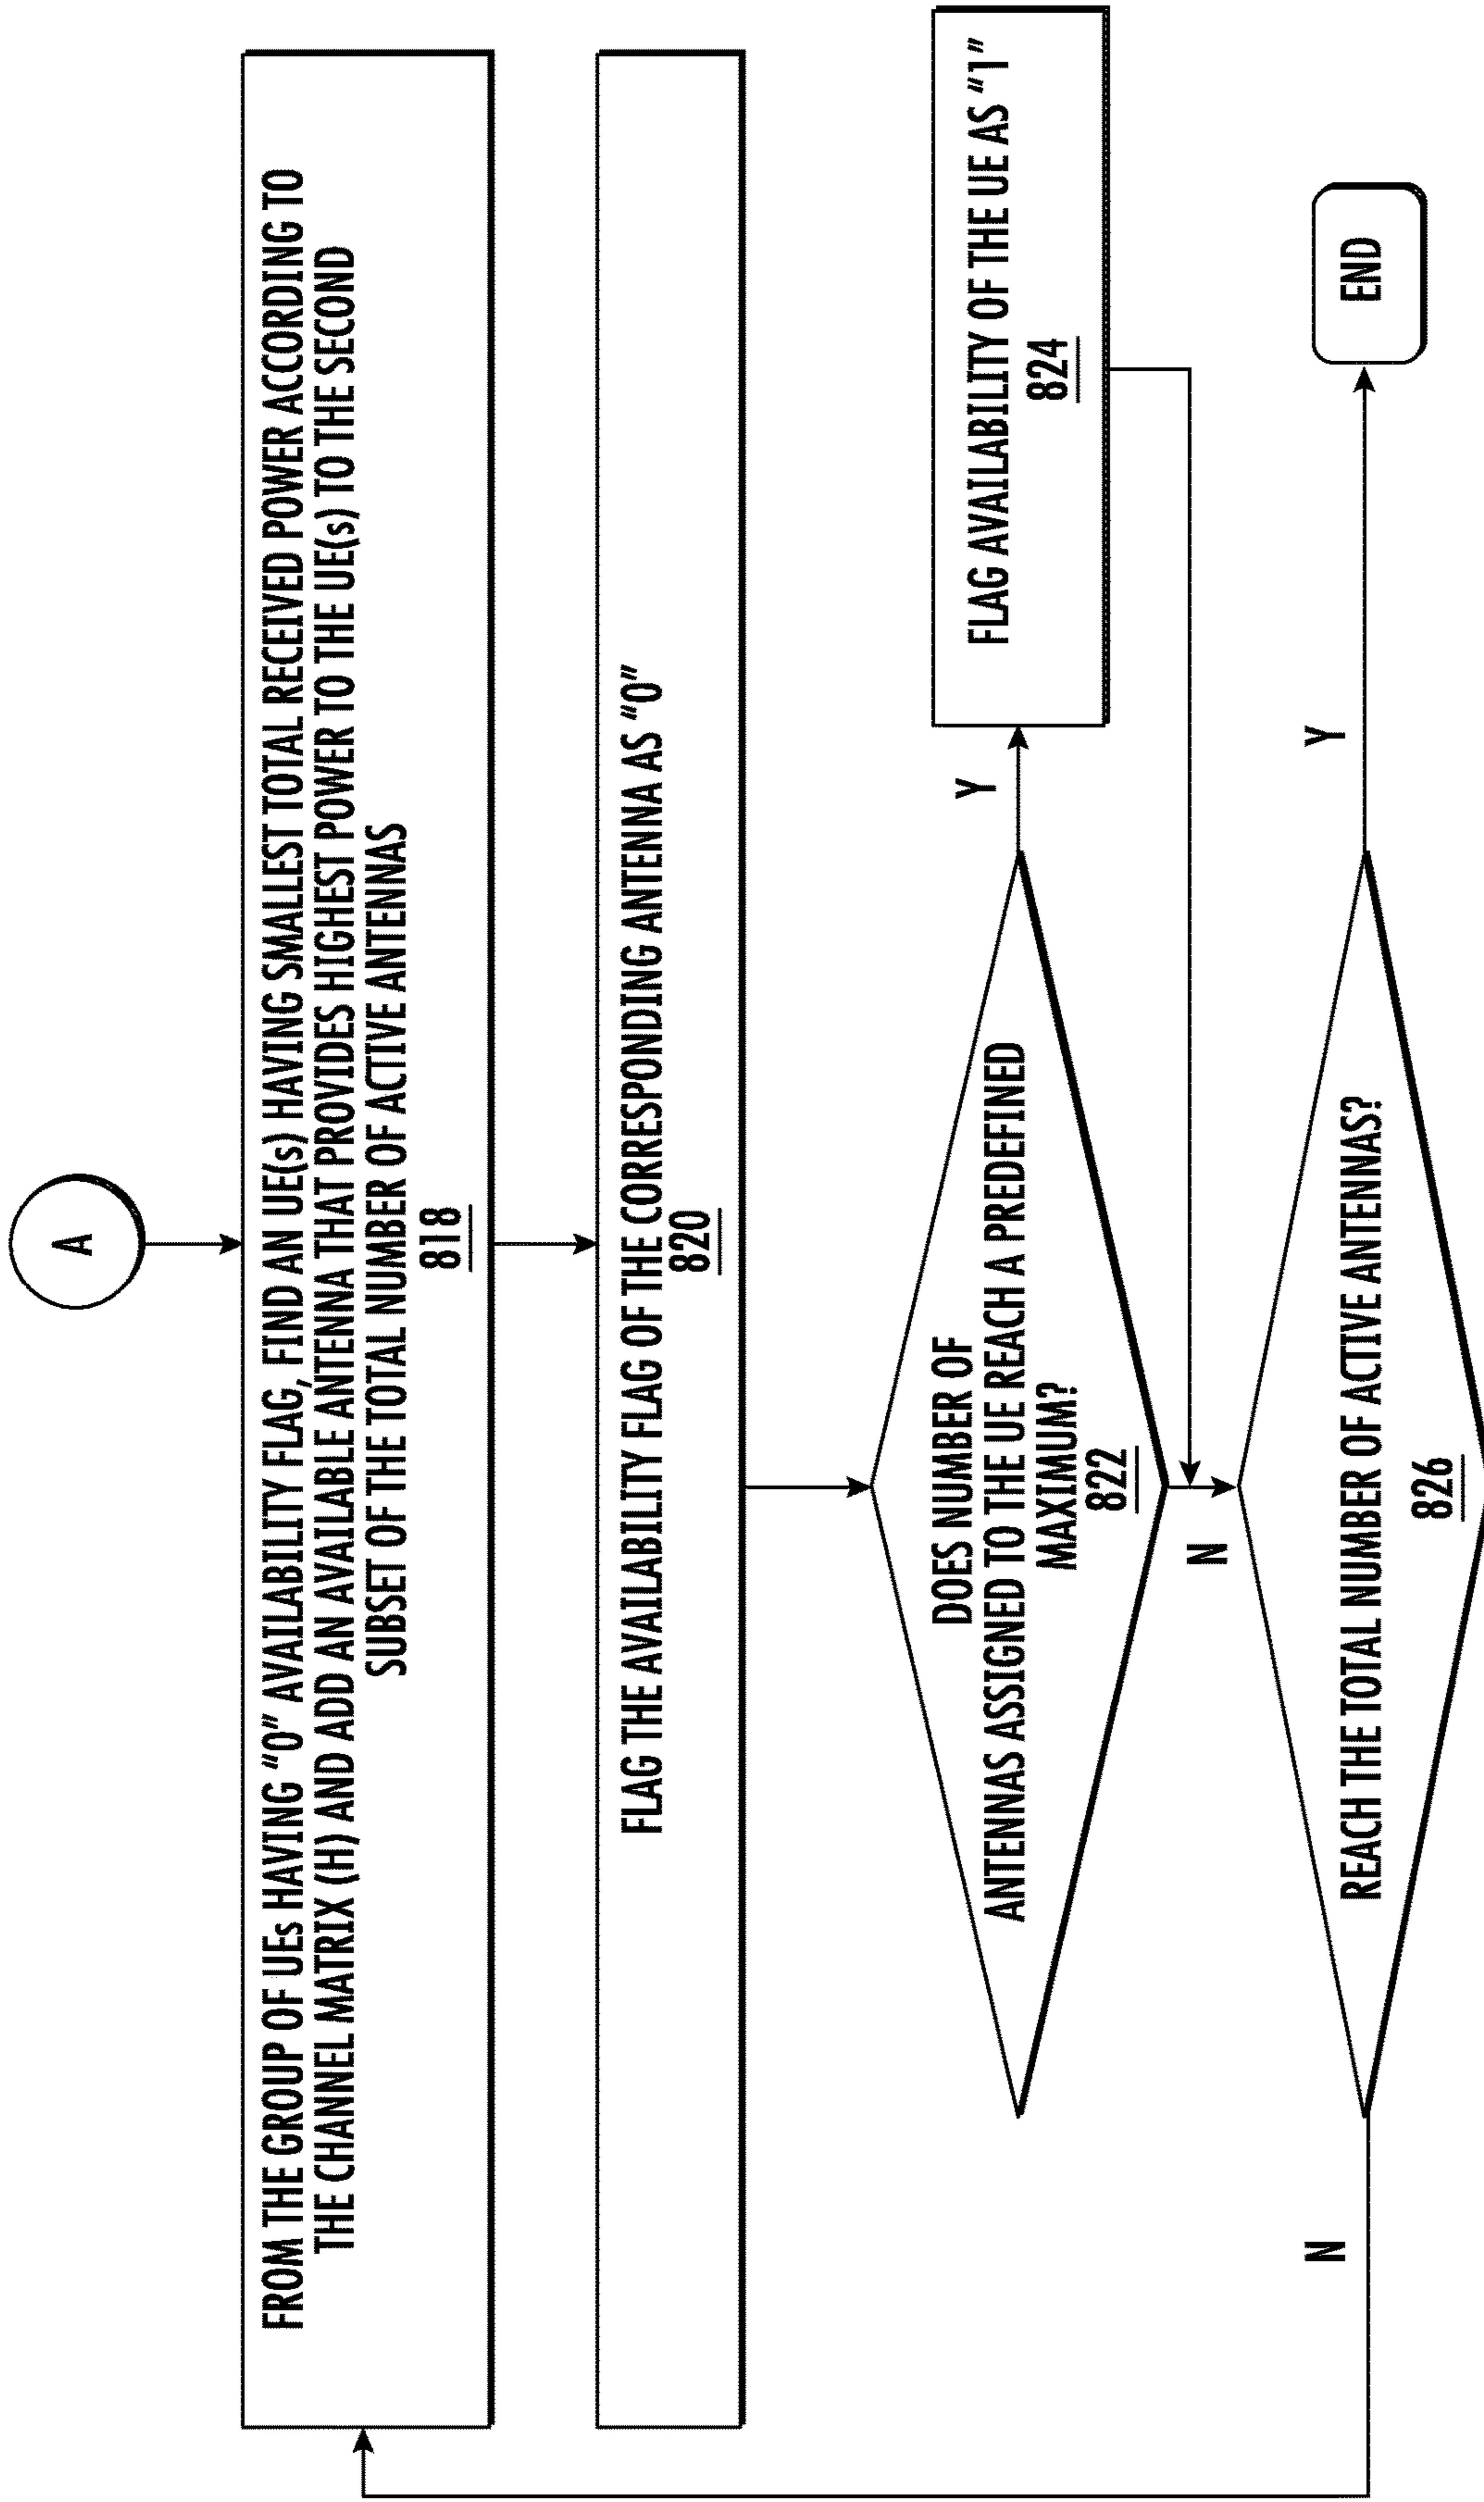 A
FROM THE GROUP OF UEs HAVING “0” AVAILABILITY FLAG, FIND AN UE(s) HAVING SMALLEST TOTAL RECEIVED POWER ACCORDING TO
THE CHANNEL MATRIX (H) AND ADD AN AVAILABLE ANTENNA THAT PROVIDES HIGHEST POWER TO THE UE(s) TO THE SECOND
SUBSET OF THE TOTAL NUMBER OF ACTIVE ANTENNAS
818
FLAG THE AVAILABILITY FLAG OF THE CORRESPONDING ANTENNA AS “0”
820
DOES NUMBER OF
ANTENNAS ASSIGNED TO THE UE REACH A PREDEFINED
MAXIMUM?
822
Y
FLAG AVAILABILITY OF THE UE AS “1”
824
N
REACH THE TOTAL NUMBER OF ACTIVE ANTENNAS?
826
N
Y
END